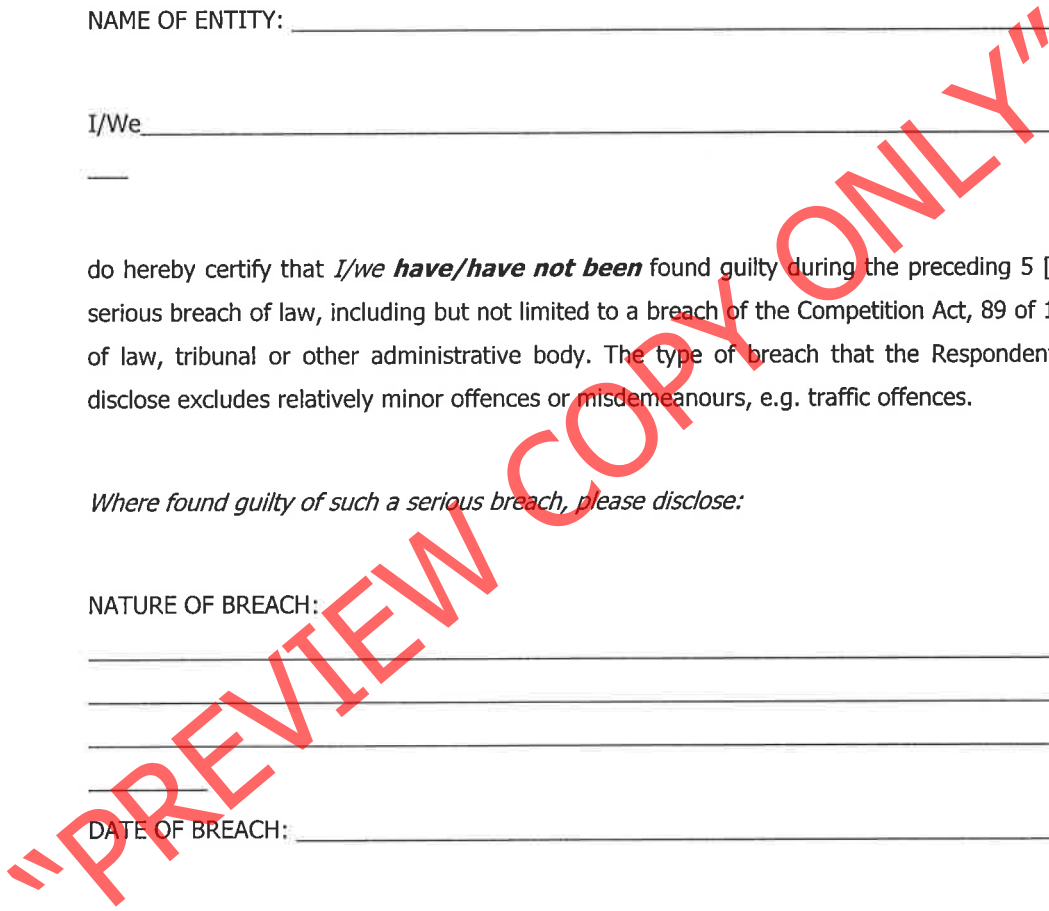 NAME OF ENTITY:
I/We
do hereby certify that I/we have/have not been found guilty during the preceding 5 [
serious breach of law, including but not limited to a breach of the Competition Act, 89 of 1
of law, tribunal or other administrative body. The type of breach that the Respondent
disclose excludes relatively minor offences or misdemeanours, e.g. traffic offences.
Where found guilty of such a serious breach, please disclose:
NATURE OF BREACH:
DATE OF BREACH:
"PREVIEW COPY ONLY"